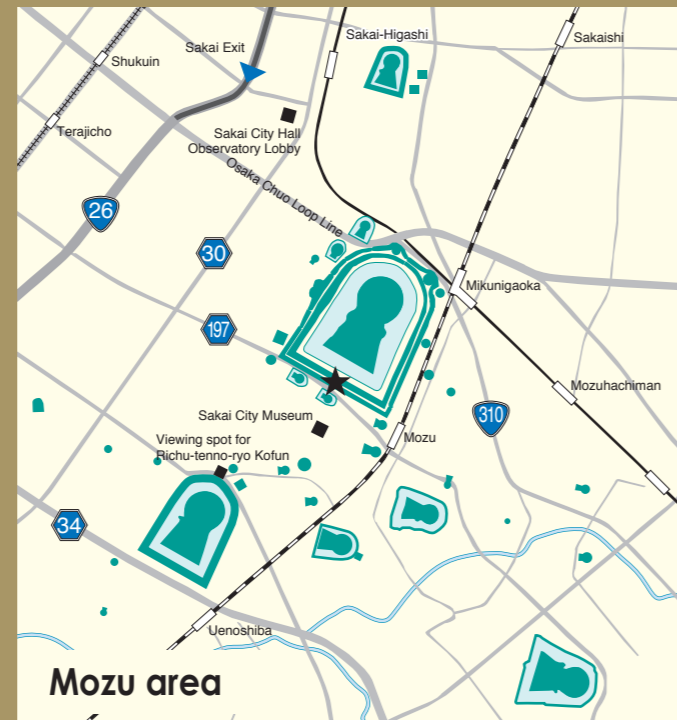 Sakai-Higashi
Sakaishi
Sakai Exit
Shukuin
Terajicho
Sakai City Hall
Observatory Lobby
Osaka Chuo Loop Line
26
30
Mikunigaoka
197
Mozuhachiman
310
Sakai City Museum
Mozu
Viewing spot for
Richu-tenno-ryo Kofun
34
Uenoshiba
Mozu area